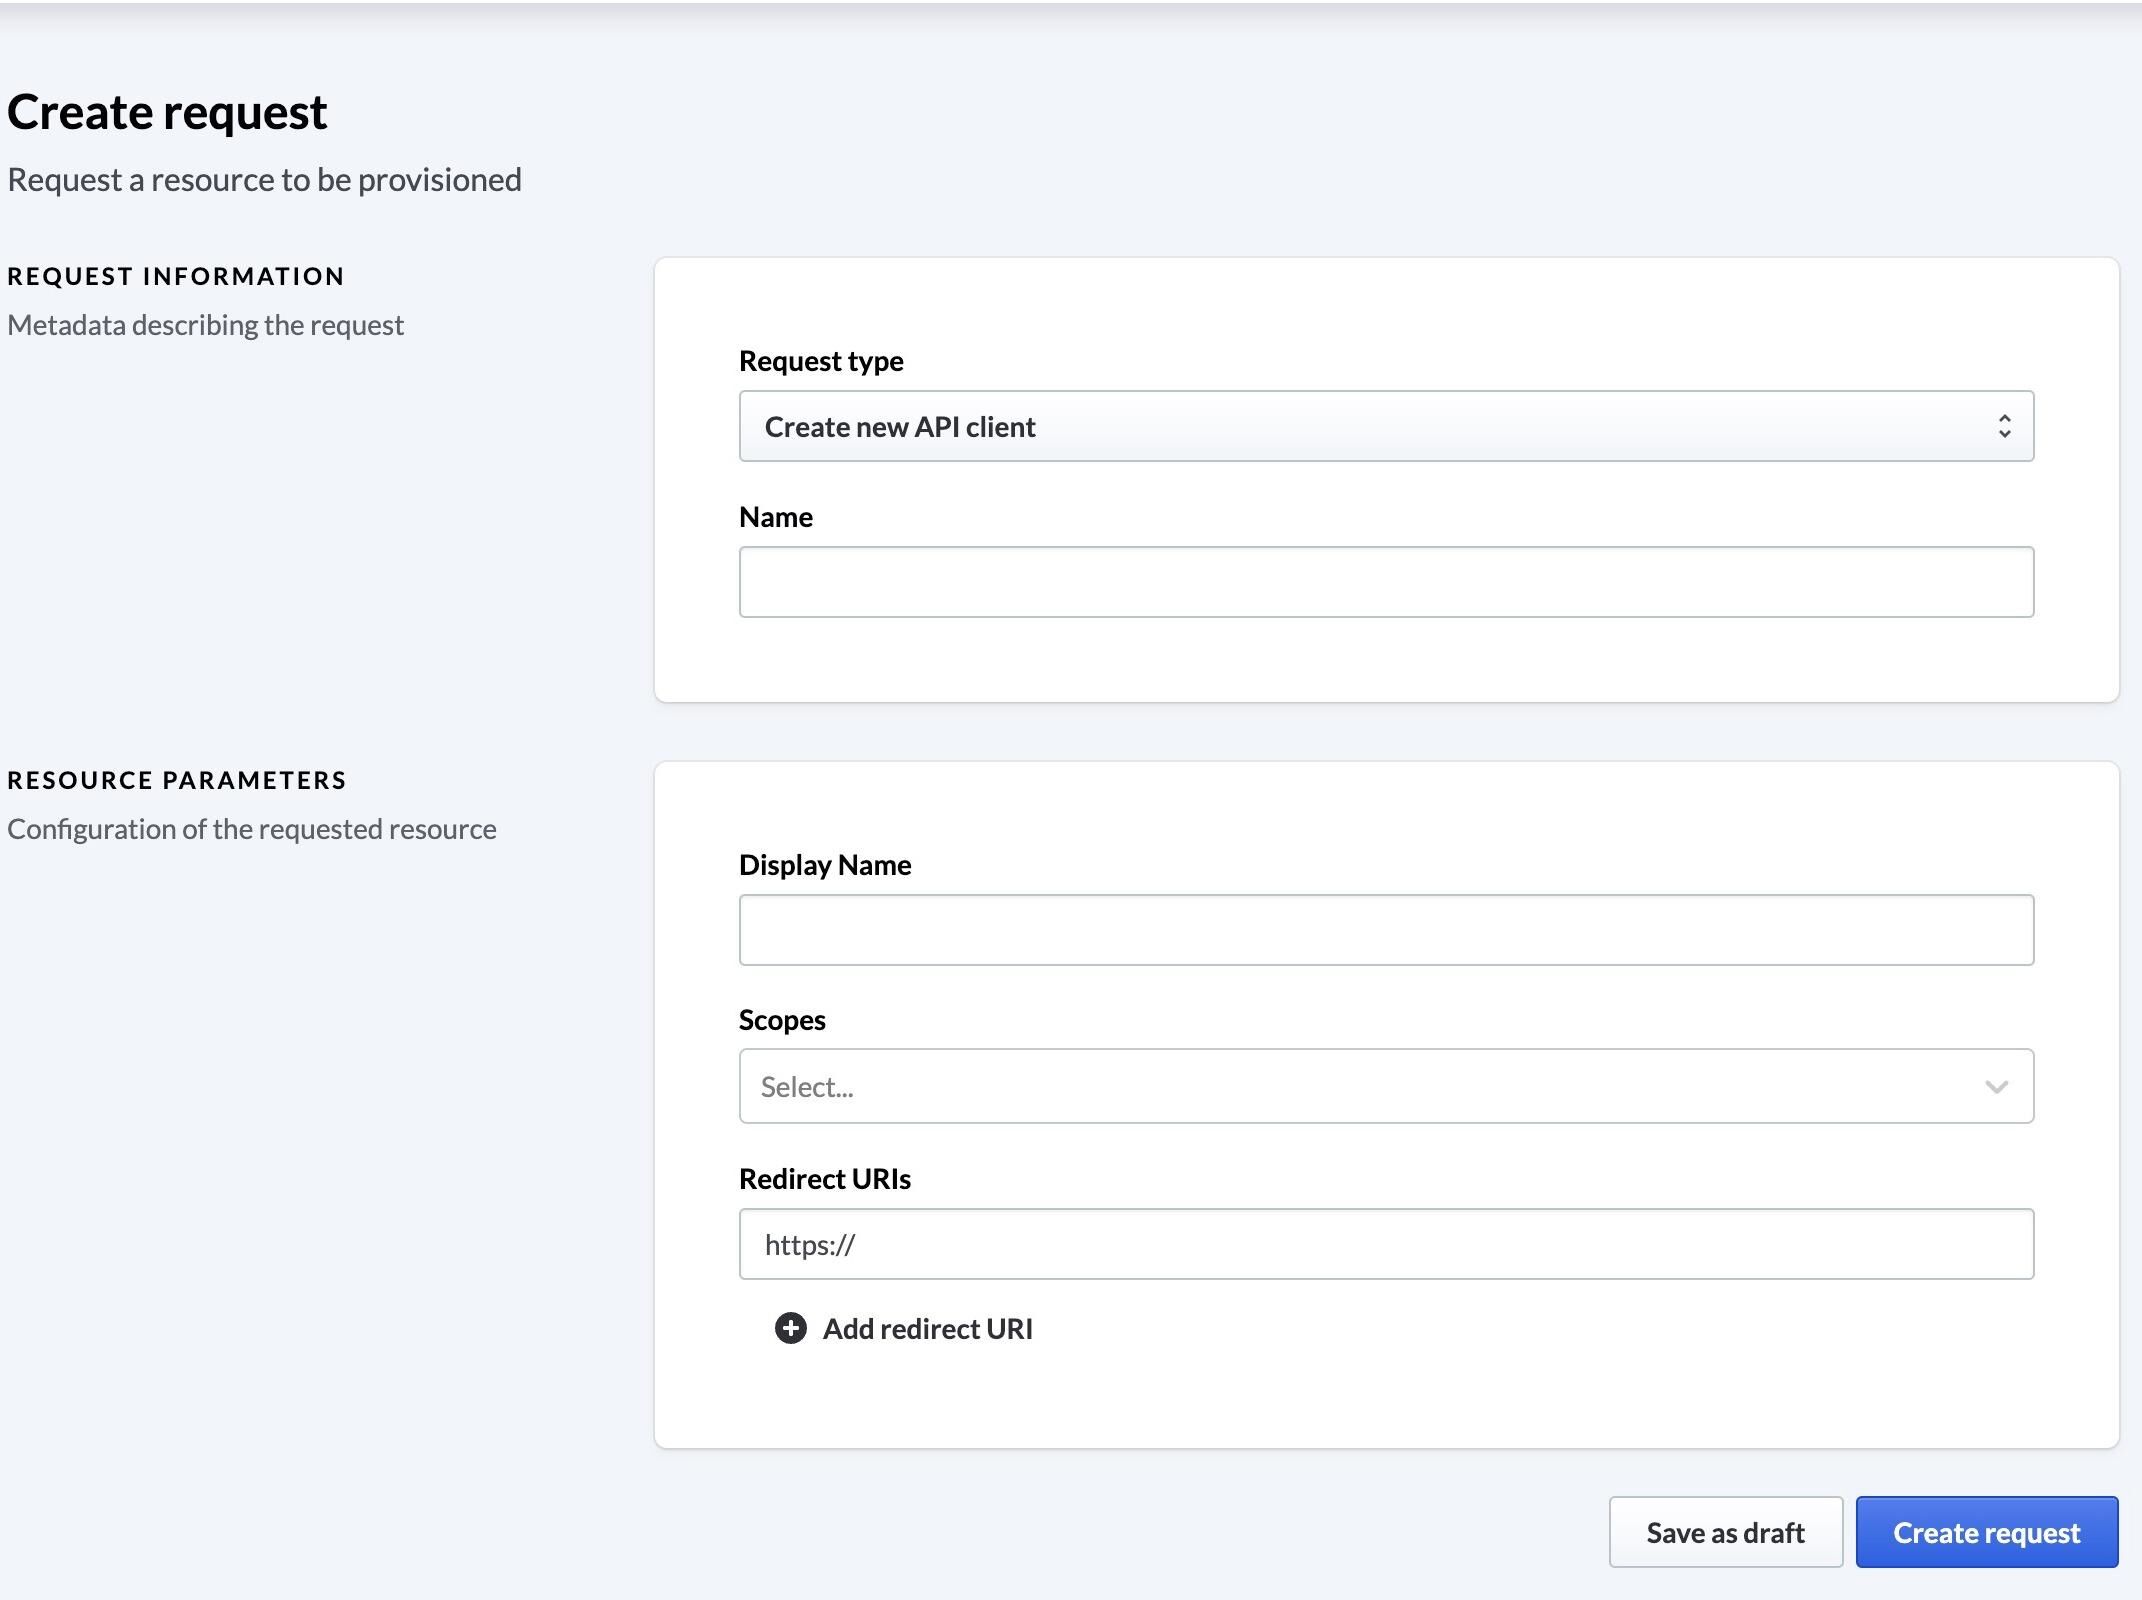 Create request
Request a resource to be provisioned
REQUEST INFORMATION
Metadata describing the request
Request type
Create new API client
Name
RESOURCE PARAMETERS
Configuration of the requested resource
Display Name
Scopes
Select...
Redirect URIs
https://
Add redirect URI
Save as draft
Create request